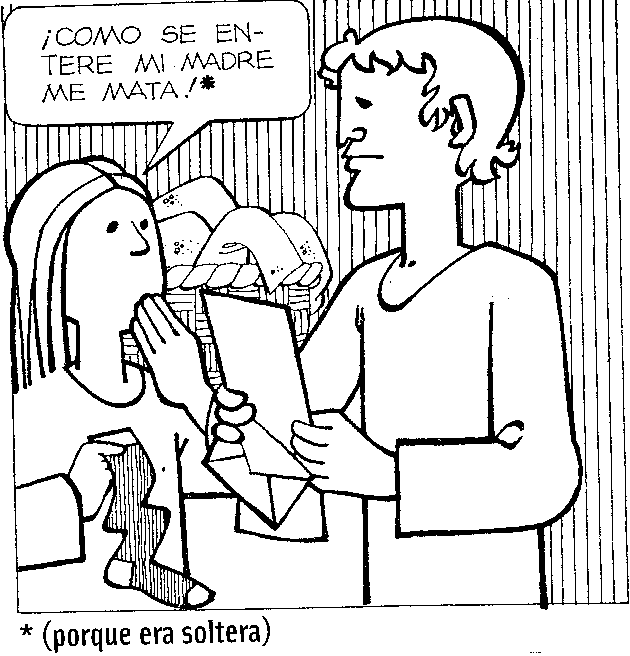 ¡COMO SE EN-
TERE MI MADRE
ME MATA!*
* (porque era soltera)